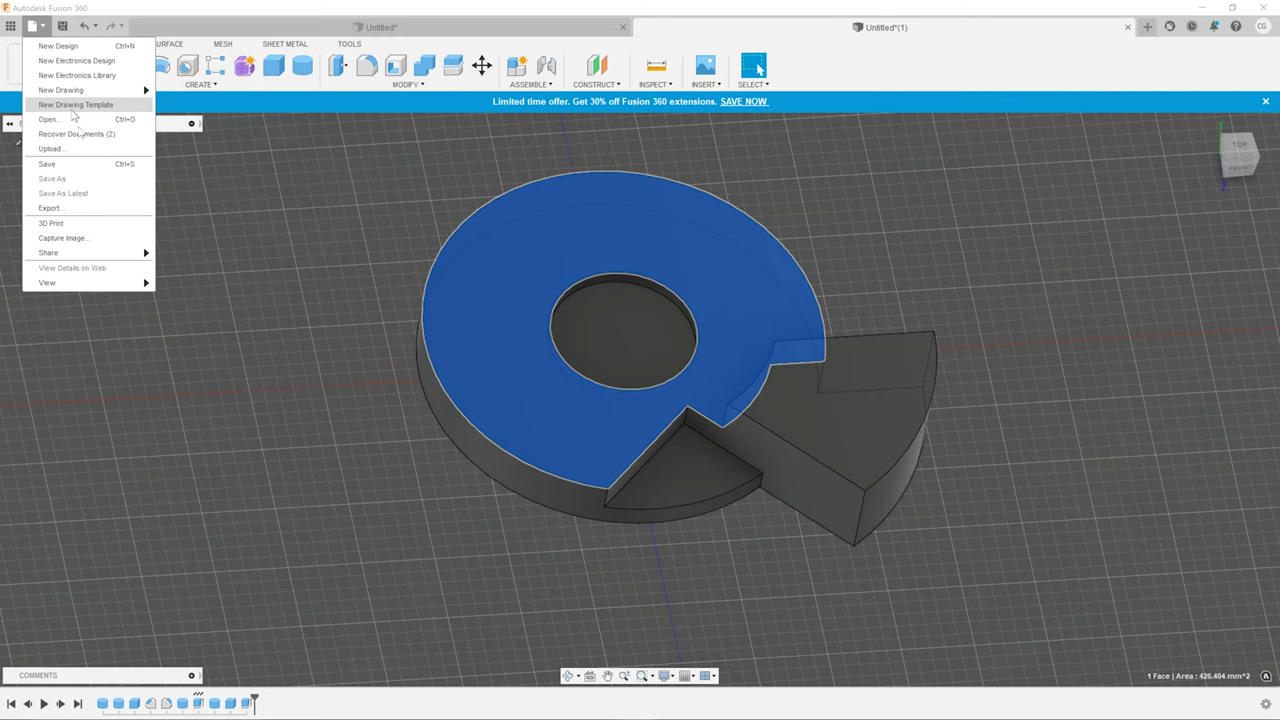 Autodesk Fusion 360
Untitled*
Untitled*(1)
CG
New Design Ctrl+N
New Electronics Design
New Electronics Library
New Drawing
New Drawing Template
Open... Ctrl+O
Recover Documents (2)
Upload...
Save Ctrl+S
Save As
Save As Latest
Export...
3D Print
Capture Image...
Share
View Details on Web
View
SURFACE MESH SHEET METAL TOOLS
CREATE MODIFY ASSEMBLE CONSTRUCT INSPECT INSERT SELECT
Limited time offer. Get 30% off Fusion 360 extensions. SAVE NOW
TOP
FRONT
Z
COMMENTS
1 Face | Area : 426.404 mm^2